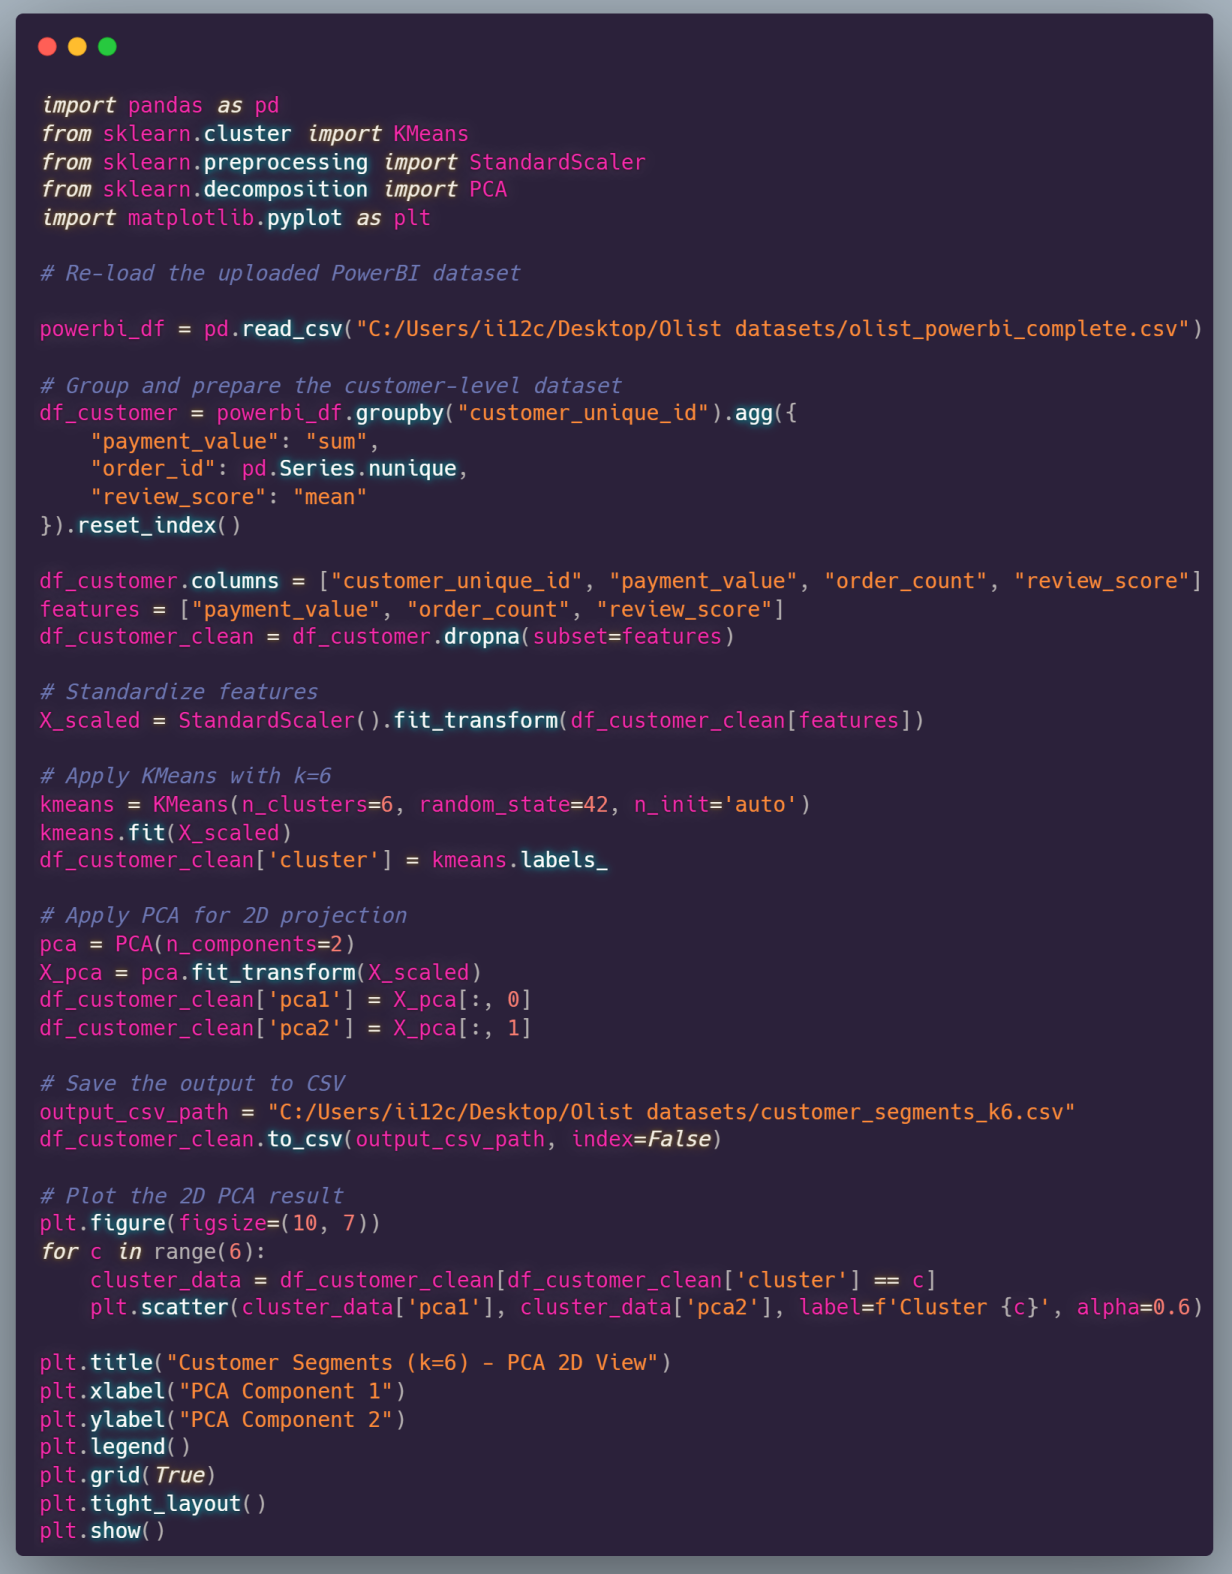 import pandas as pd
from sklearn.cluster import KMeans
from sklearn.preprocessing import StandardScaler
from sklearn.decomposition import PCA
import matplotlib.pyplot as plt

# Re-load the uploaded PowerBI dataset

powerbi_df = pd.read_csv("C:/Users/ii12c/Desktop/Olist datasets/olist_powerbi_complete.csv")

# Group and prepare the customer-level dataset
df_customer = powerbi_df.groupby("customer_unique_id").agg({
    "payment_value": "sum",
    "order_id": pd.Series.nunique,
    "review_score": "mean"
}).reset_index()

df_customer.columns = ["customer_unique_id", "payment_value", "order_count", "review_score"]
features = ["payment_value", "order_count", "review_score"]
df_customer_clean = df_customer.dropna(subset=features)

# Standardize features
X_scaled = StandardScaler().fit_transform(df_customer_clean[features])

# Apply KMeans with k=6
kmeans = KMeans(n_clusters=6, random_state=42, n_init='auto')
kmeans.fit(X_scaled)
df_customer_clean['cluster'] = kmeans.labels_

# Apply PCA for 2D projection
pca = PCA(n_components=2)
X_pca = pca.fit_transform(X_scaled)
df_customer_clean['pca1'] = X_pca[:, 0]
df_customer_clean['pca2'] = X_pca[:, 1]

# Save the output to CSV
output_csv_path = "C:/Users/ii12c/Desktop/Olist datasets/customer_segments_k6.csv"
df_customer_clean.to_csv(output_csv_path, index=False)

# Plot the 2D PCA result
plt.figure(figsize=(10, 7))
for c in range(6):
    cluster_data = df_customer_clean[df_customer_clean['cluster'] == c]
    plt.scatter(cluster_data['pca1'], cluster_data['pca2'], label=f'Cluster {c}', alpha=0.6)

plt.title("Customer Segments (k=6) - PCA 2D View")
plt.xlabel("PCA Component 1")
plt.ylabel("PCA Component 2")
plt.legend()
plt.grid(True)
plt.tight_layout()
plt.show()